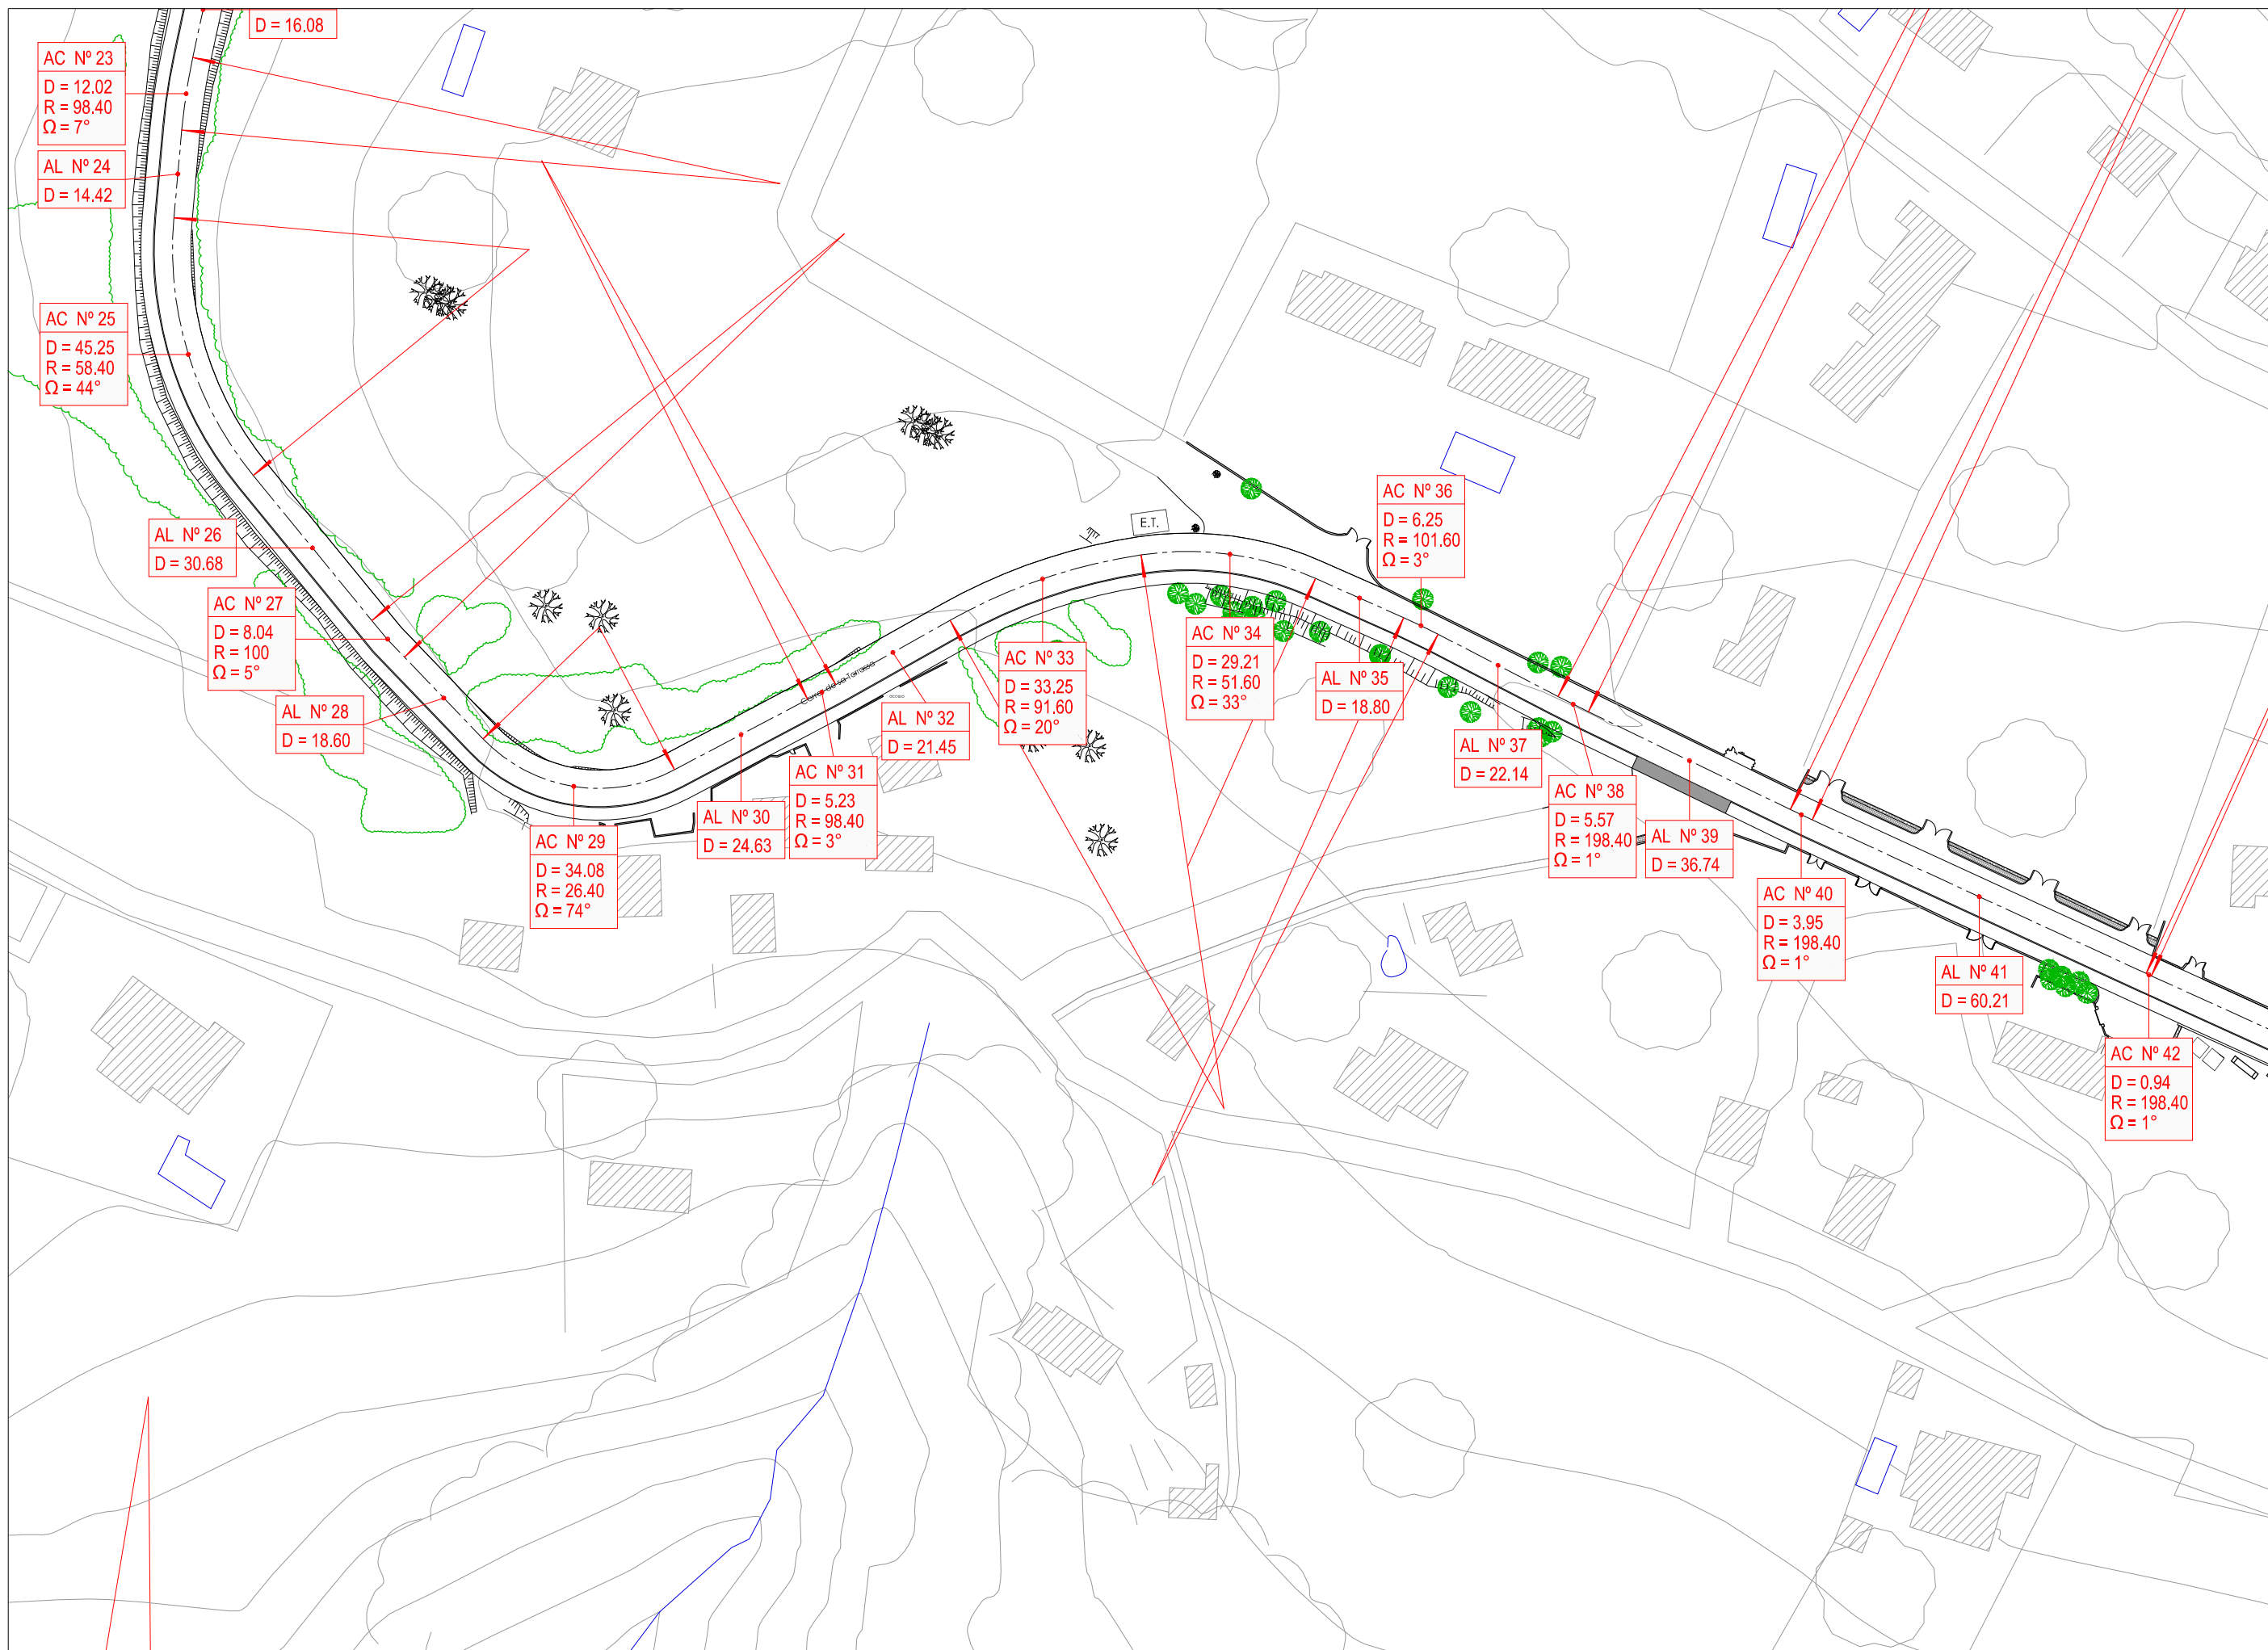 D = 16.08
AC Nº 23
D = 12.02
R = 98.40
Ω = 7°
AL Nº 24
D = 14.42
AC Nº 25
D = 45.25
R = 58.40
Ω = 44°
AL Nº 26
D = 30.68
AC Nº 27
D = 8.04
R = 100
Ω = 5°
AL Nº 28
D = 18.60
AC Nº 29
D = 34.08
R = 26.40
Ω = 74°
AL Nº 30
D = 24.63
AC Nº 31
D = 5.23
R = 98.40
Ω = 3°
AL Nº 32
D = 21.45
AC Nº 33
D = 33.25
R = 91.60
Ω = 20°
E.T.
AC Nº 34
D = 29.21
R = 51.60
Ω = 33°
AL Nº 35
D = 18.80
AC Nº 36
D = 6.25
R = 101.60
Ω = 3°
AL Nº 37
D = 22.14
AC Nº 38
D = 5.57
R = 198.40
Ω = 1°
AL Nº 39
D = 36.74
AC Nº 40
D = 3.95
R = 198.40
Ω = 1°
AL Nº 41
D = 60.21
AC Nº 42
D = 0.94
R = 198.40
Ω = 1°